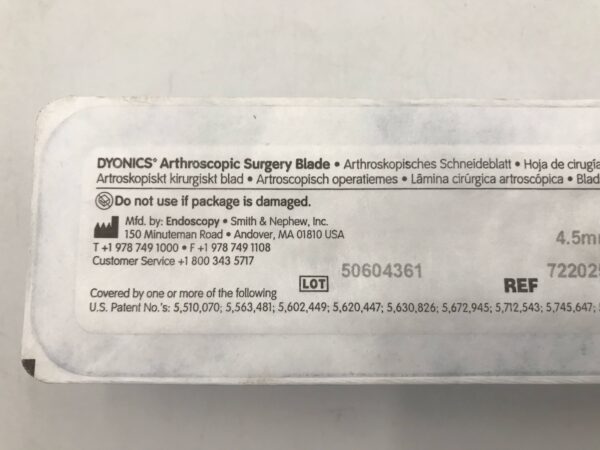 DYONICS® Arthroscopic Surgery Blade • Arthroskopisches Schneideblatt • Hoja de cirugía
Artroskopiskt kirurgiskt blad • Artroscopisch operatiemes • Lâmina cirúrgica artroscópica •
Do not use if package is damaged.
Mfd. by: Endoscopy • Smith & Nephew, Inc.
150 Minuteman Road • Andover, MA 01810 USA
T +1 978 749 1000 • F +1 978 749 1108
Customer Service +1 800 343 5717
4.5m
LOT 50604361
REF 72202
Covered by one or more of the following
U.S. Patent No.'s: 5,510,070; 5,563,481; 5,602,449; 5,620,447; 5,630,826; 5,672,945; 5,712,543; 5,745,647;